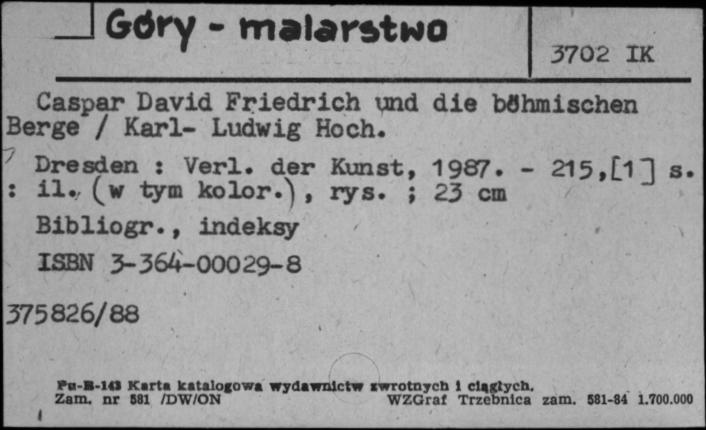 Góry - malarstwo
3702 IK
Caspar David Friedrich und die böhmischen
Berge / Karl- Ludwig Hoch.
Dresden : Verl. der Kunst, 1987. - 215,[1] s.
: il. (w tym kolor.), rys. ; 23 cm
Bibliogr., indeksy
ISBN 3-364-00029-8
375826/88
Pu-B-143 Karta katalogowa wydawnictw zwrotnych i ciągłych.
Zam. nr 581 /DW/ON WZGraf Trzebnica zam. 581-84 1.700.000